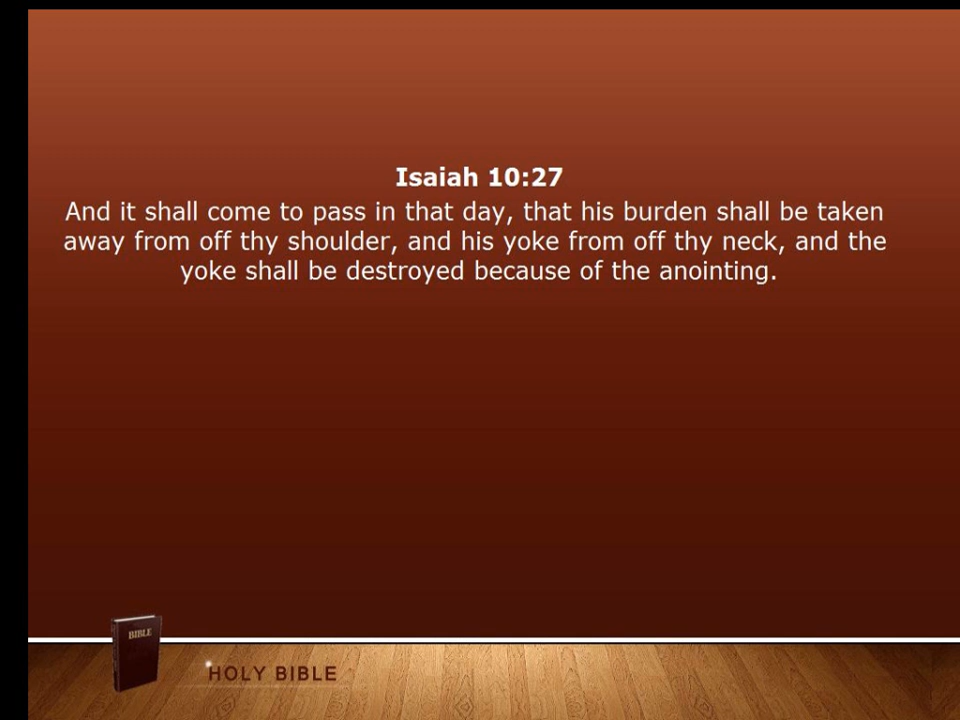 Isaiah 10:27
And it shall come to pass in that day, that his burden shall be taken
away from off thy shoulder, and his yoke from off thy neck, and the
yoke shall be destroyed because of the anointing.
BIBLE
HOLY BIBLE